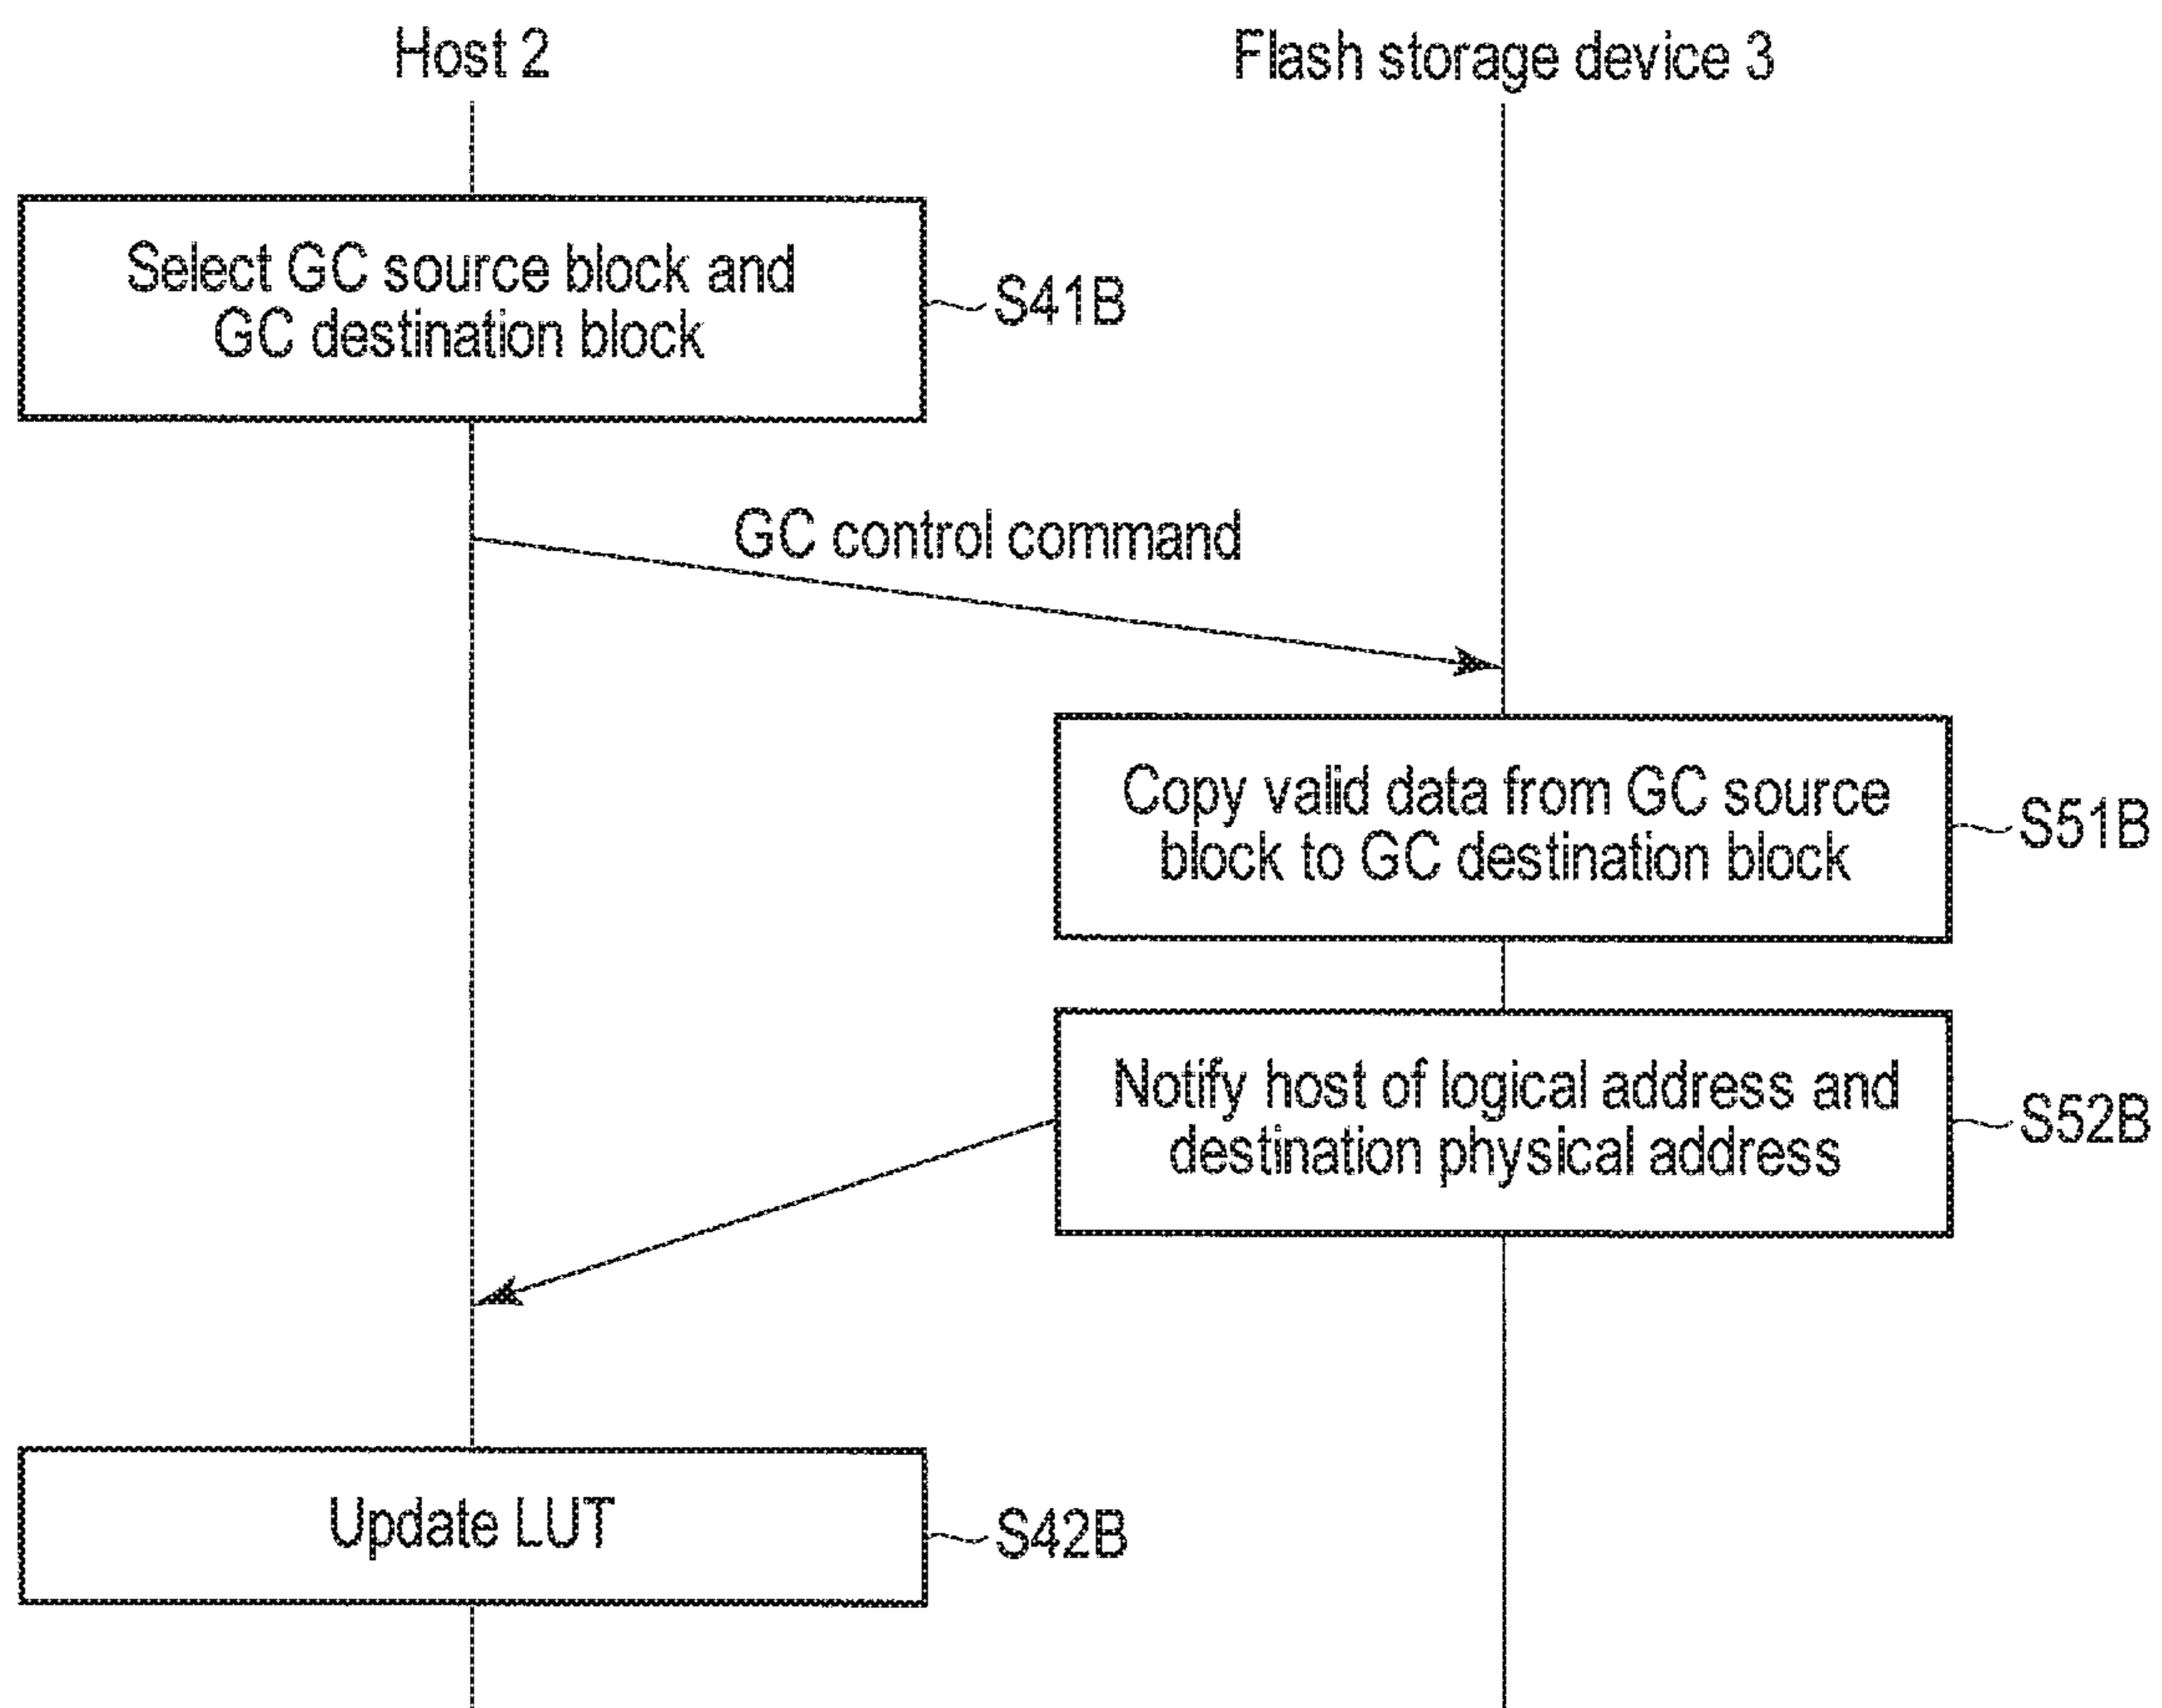 Host 2
Flash storage device 3
Select GC source block and
GC destination block
S41B
GC control command
Copy valid data from GC source
block to GC destination block
S51B
Notify host of logical address and
destination physical address
S52B
Update LUT
S42B